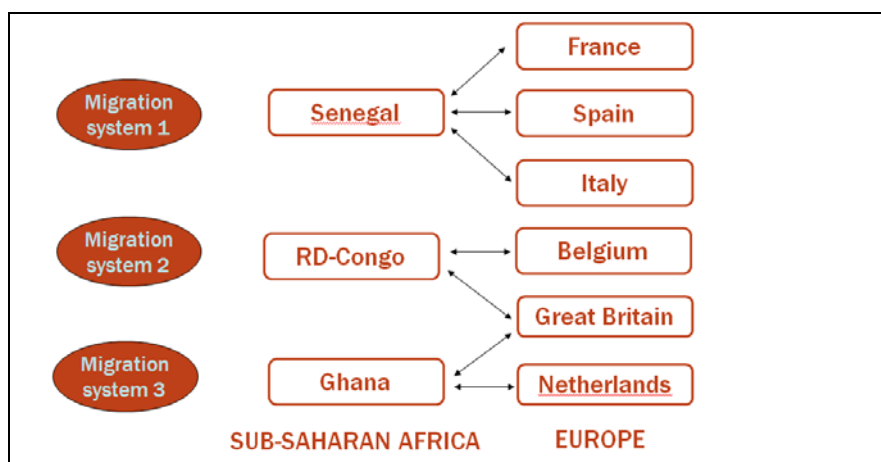 France
Migration
system 1
Senegal
Spain
Italy
Migration
system 2
RD-Congo
Belgium
Great Britain
Migration
system 3
Ghana
Netherlands
SUB-SAHARAN AFRICA
EUROPE